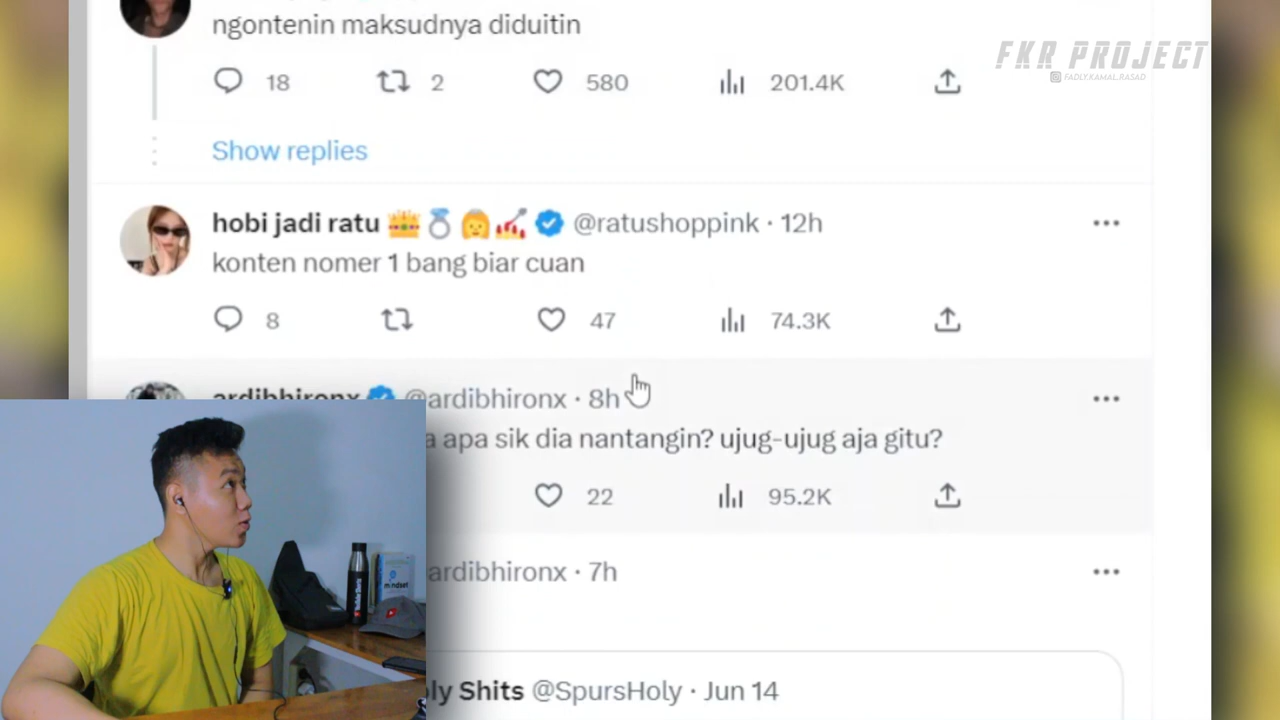 ngontenin maksudnya diduitin
FKR PROJECT
FADLY.KAMAL.RASAD
18 2 580 201.4K
Show replies
hobi jadi ratu 👑💍👸💅 @ratushoppink · 12h
konten nomer 1 bang biar cuan
8 47 74.3K
ardibhironx @ardibhironx · 8h
apa sik dia nantangin? ujug-ujug aja gitu?
22 95.2K
ardibhironx · 7h
mindset
Shits @SpursHoly · Jun 14